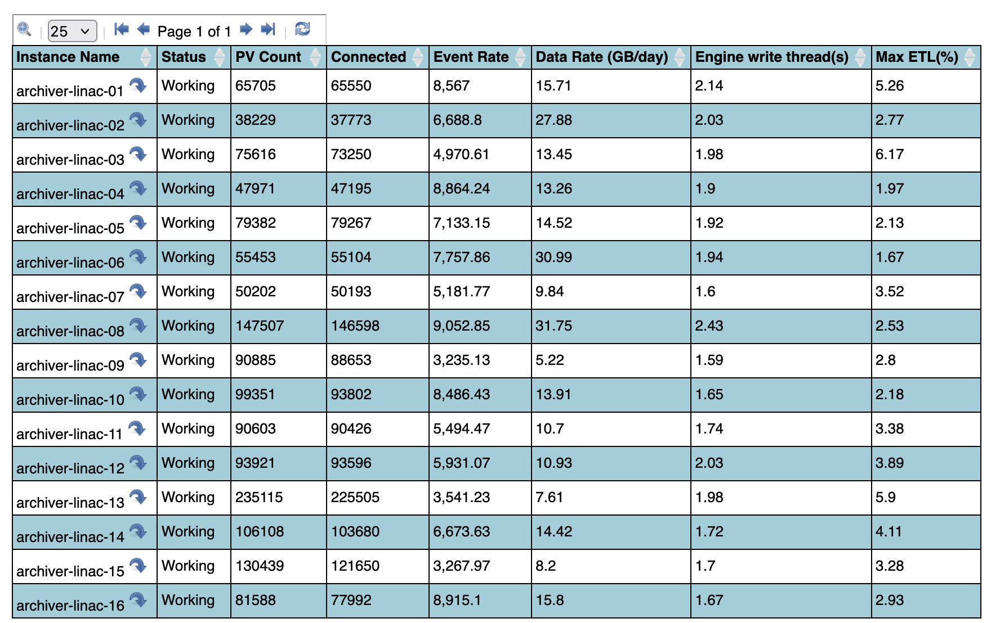 25 Page 1 of 1
Instance Name Status PV Count Connected Event Rate Data Rate (GB/day) Engine write thread(s) Max ETL(%)
archiver-linac-01 Working 65705 65550 8,567 15.71 2.14 5.26
archiver-linac-02 Working 38229 37773 6,688.8 27.88 2.03 2.77
archiver-linac-03 Working 75616 73250 4,970.61 13.45 1.98 6.17
archiver-linac-04 Working 47971 47195 8,864.24 13.26 1.9 1.97
archiver-linac-05 Working 79382 79267 7,133.15 14.52 1.92 2.13
archiver-linac-06 Working 55453 55104 7,757.86 30.99 1.94 1.67
archiver-linac-07 Working 50202 50193 5,181.77 9.84 1.6 3.52
archiver-linac-08 Working 147507 146598 9,052.85 31.75 2.43 2.53
archiver-linac-09 Working 90885 88653 3,235.13 5.22 1.59 2.8
archiver-linac-10 Working 99351 93802 8,486.43 13.91 1.65 2.18
archiver-linac-11 Working 90603 90426 5,494.47 10.7 1.74 3.38
archiver-linac-12 Working 93921 93596 5,931.07 10.93 2.03 3.89
archiver-linac-13 Working 235115 225505 3,541.23 7.61 1.98 5.9
archiver-linac-14 Working 106108 103680 6,673.63 14.42 1.72 4.11
archiver-linac-15 Working 130439 121650 3,267.97 8.2 1.7 3.28
archiver-linac-16 Working 81588 77992 8,915.1 15.8 1.67 2.93